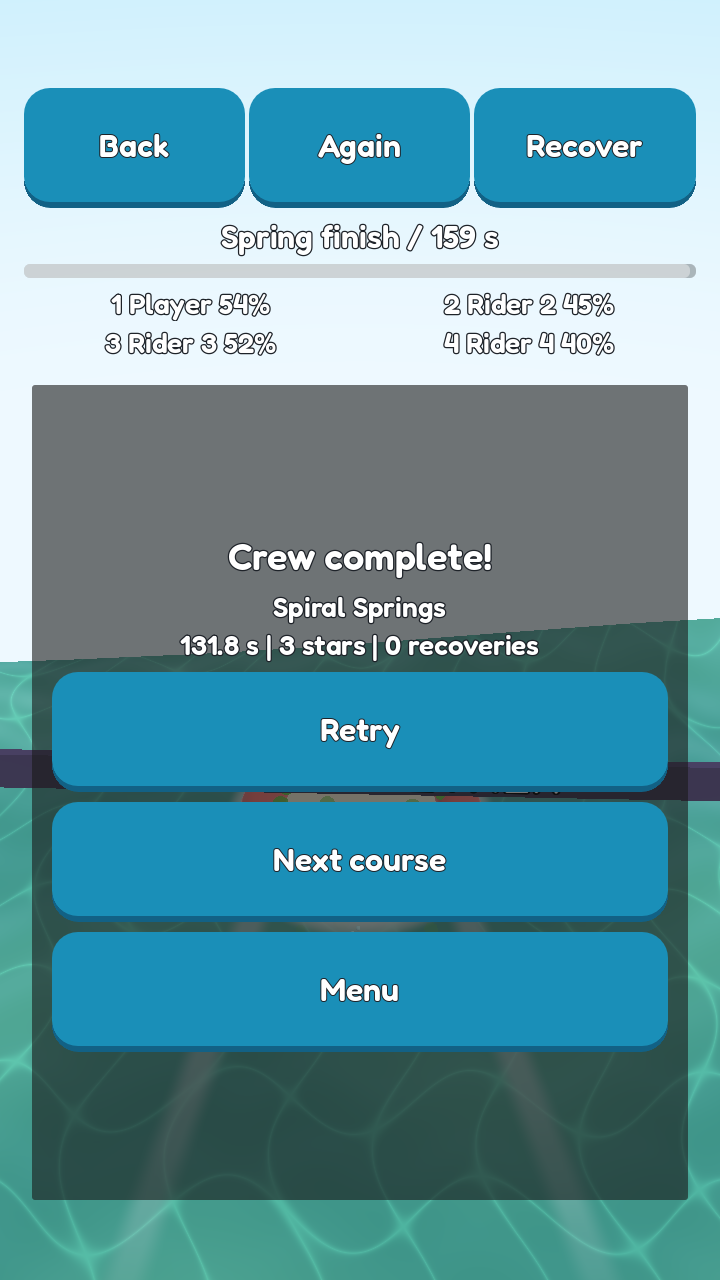 Back
Again
Recover
Spring finish / 159 s
1 Player 54%
2 Rider 2 45%
3 Rider 3 52%
4 Rider 4 40%
Crew complete!
Spiral Springs
131.8 s | 3 stars | 0 recoveries
Retry
Next course
Menu